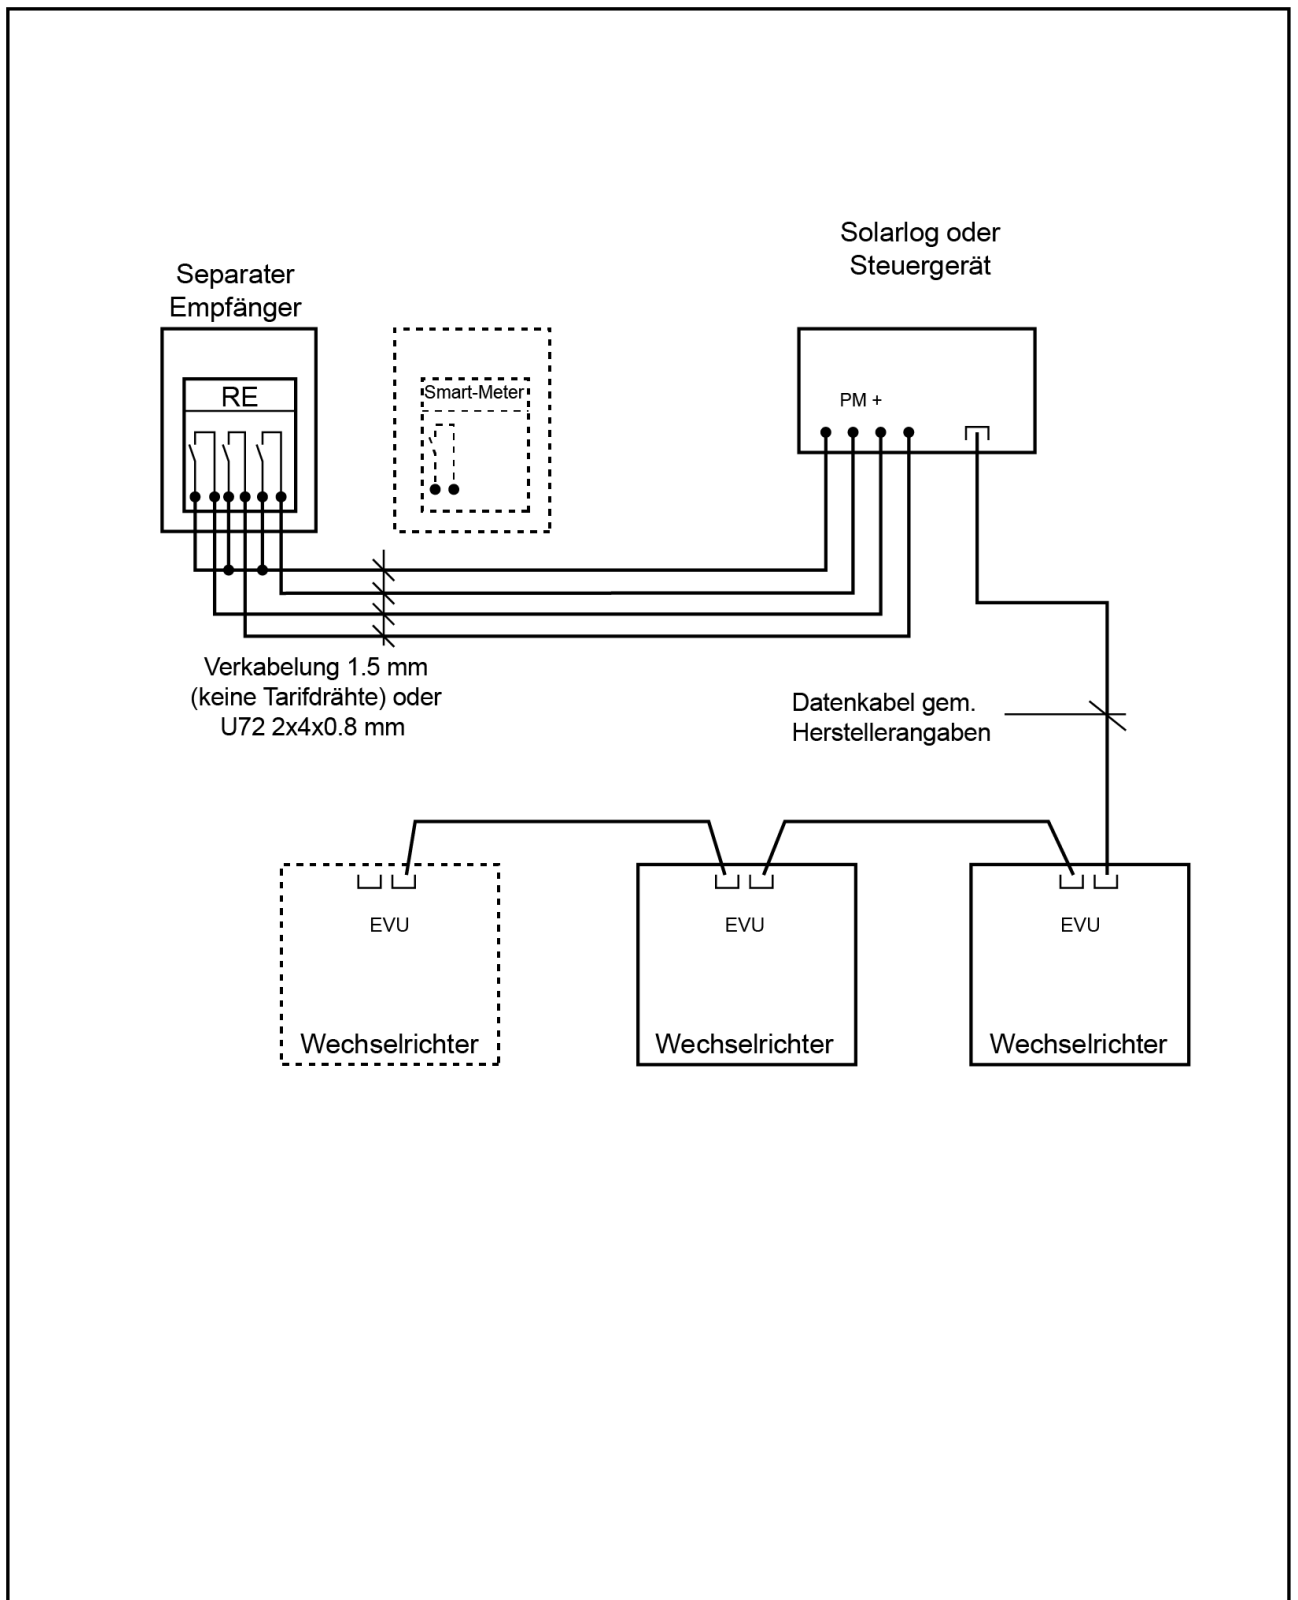 Solarlog oder
Steuergerät
Separater
Empfänger
RE
Smart-Meter
PM +
Verkabelung 1.5 mm
(keine Tarifdrähte) oder
U72 2x4x0.8 mm
Datenkabel gem.
Herstellerangaben
EVU
EVU
EVU
Wechselrichter
Wechselrichter
Wechselrichter